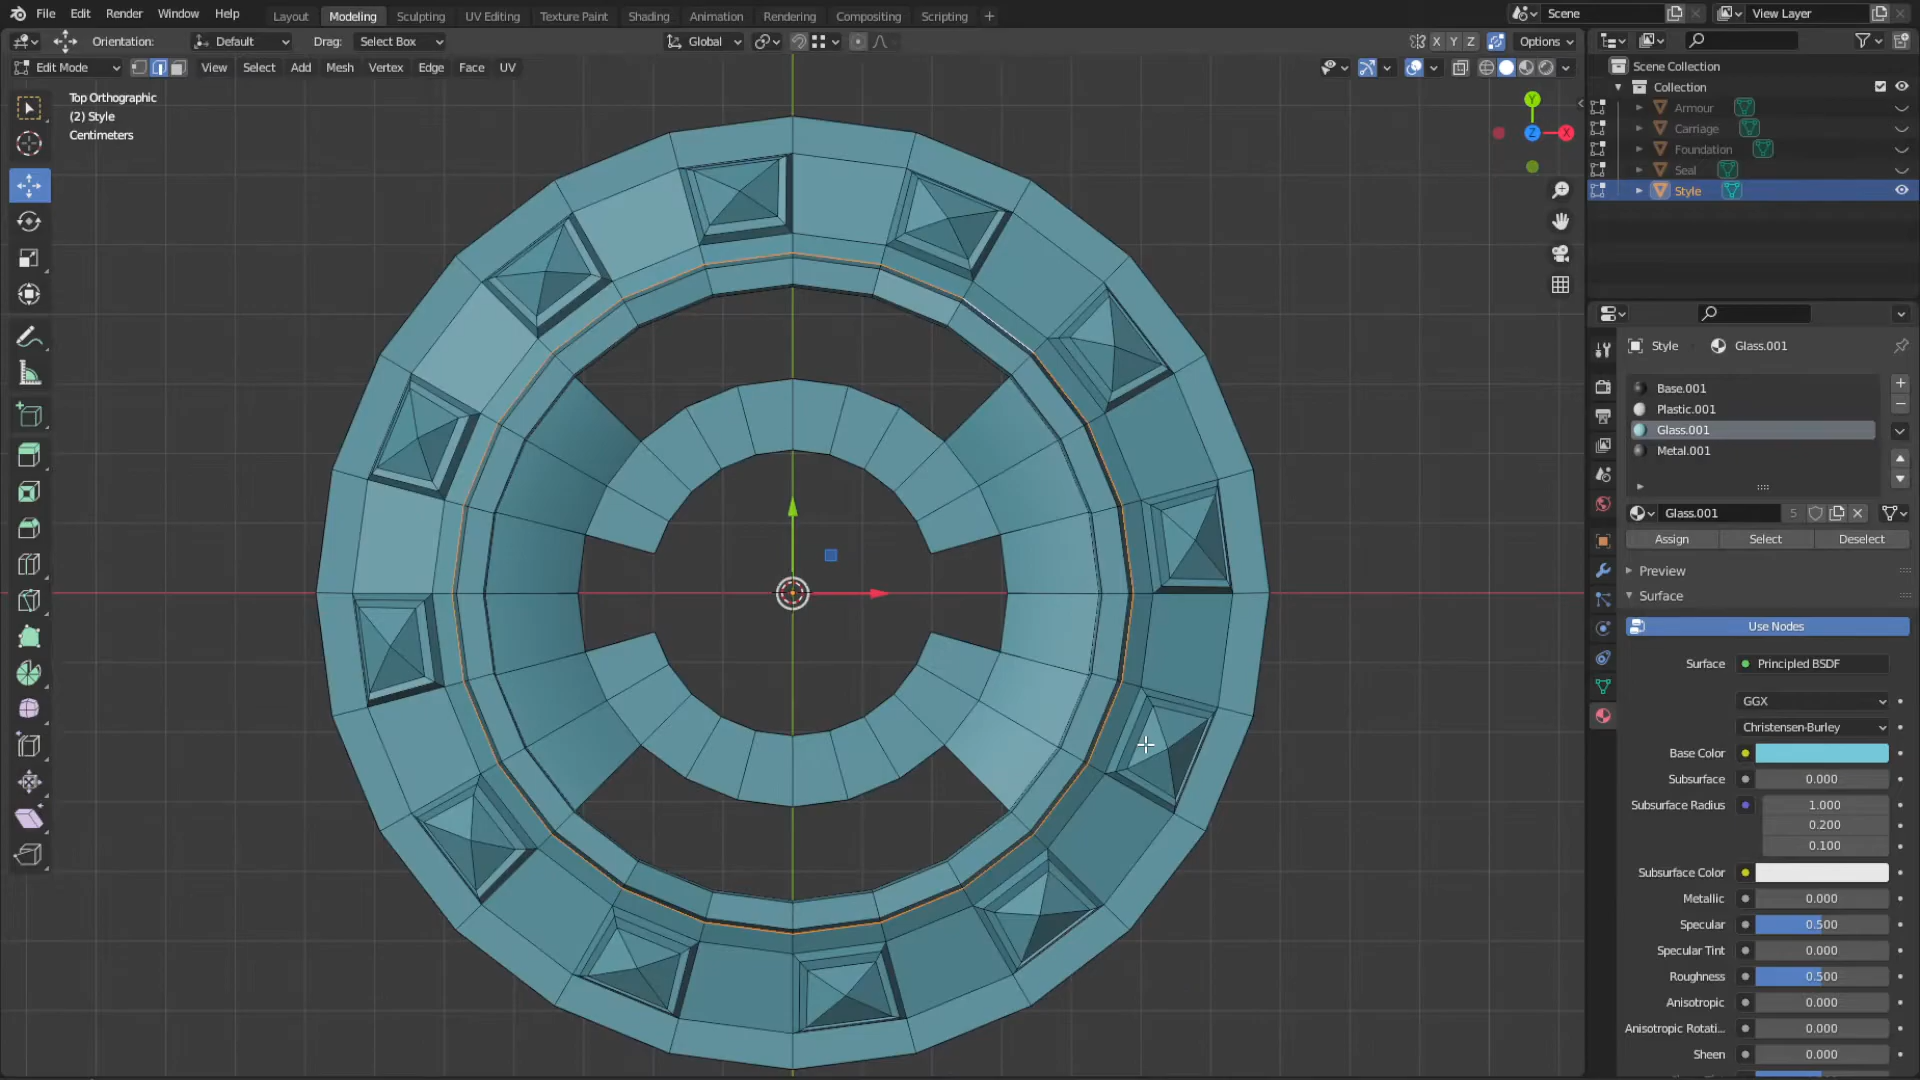 File Edit Render Window Help Layout Modeling Sculpting UV Editing Texture Paint Shading Animation Rendering Compositing Scripting + Scene View Layer
Orientation: Default Drag: Select Box Global X Y Z Options
Edit Mode View Select Add Mesh Vertex Edge Face UV
Top Orthographic
(2) Style
Centimeters
Y
Z
X
Scene Collection
Collection
Armour
Carriage
Foundation
Seal
Style
Style Glass.001
Base.001
Plastic.001
Glass.001
Metal.001
Glass.001 5
Assign Select Deselect
Preview
Surface
Use Nodes
Surface Principled BSDF
GGX
Christensen-Burley
Base Color
Subsurface 0.000
Subsurface Radius 1.000
0.200
0.100
Subsurface Color
Metallic 0.000
Specular 0.500
Specular Tint 0.000
Roughness 0.500
Anisotropic 0.000
Anisotropic Rotati... 0.000
Sheen 0.000